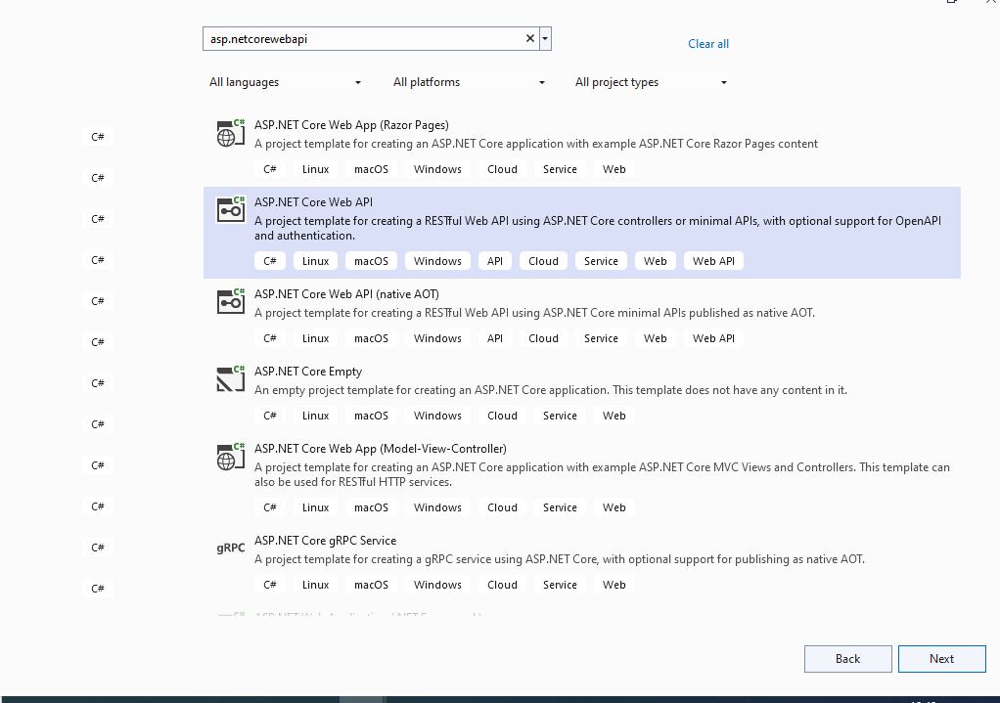 asp.netcorewebapi
Clear all
All languages
All platforms
All project types
C#
C#
C#
C#
C#
C#
C#
C#
C#
C#
C#
C#
C#
ASP.NET Core Web App (Razor Pages)
A project template for creating an ASP.NET Core application with example ASP.NET Core Razor Pages content
C# Linux macOS Windows Cloud Service Web
C#
ASP.NET Core Web API
A project template for creating a RESTful Web API using ASP.NET Core controllers or minimal APIs, with optional support for OpenAPI
and authentication.
C# Linux macOS Windows API Cloud Service Web Web API
C#
ASP.NET Core Web API (native AOT)
A project template for creating a RESTful Web API using ASP.NET Core minimal APIs published as native AOT.
C# Linux macOS Windows API Cloud Service Web Web API
C#
ASP.NET Core Empty
An empty project template for creating an ASP.NET Core application. This template does not have any content in it.
C# Linux macOS Windows Cloud Service Web
C#
ASP.NET Core Web App (Model-View-Controller)
A project template for creating an ASP.NET Core application with example ASP.NET Core MVC Views and Controllers. This template can
also be used for RESTful HTTP services.
C# Linux macOS Windows Cloud Service Web
gRPC
ASP.NET Core gRPC Service
A project template for creating a gRPC service using ASP.NET Core, with optional support for publishing as native AOT.
C# Linux macOS Windows Cloud Service Web
Back
Next